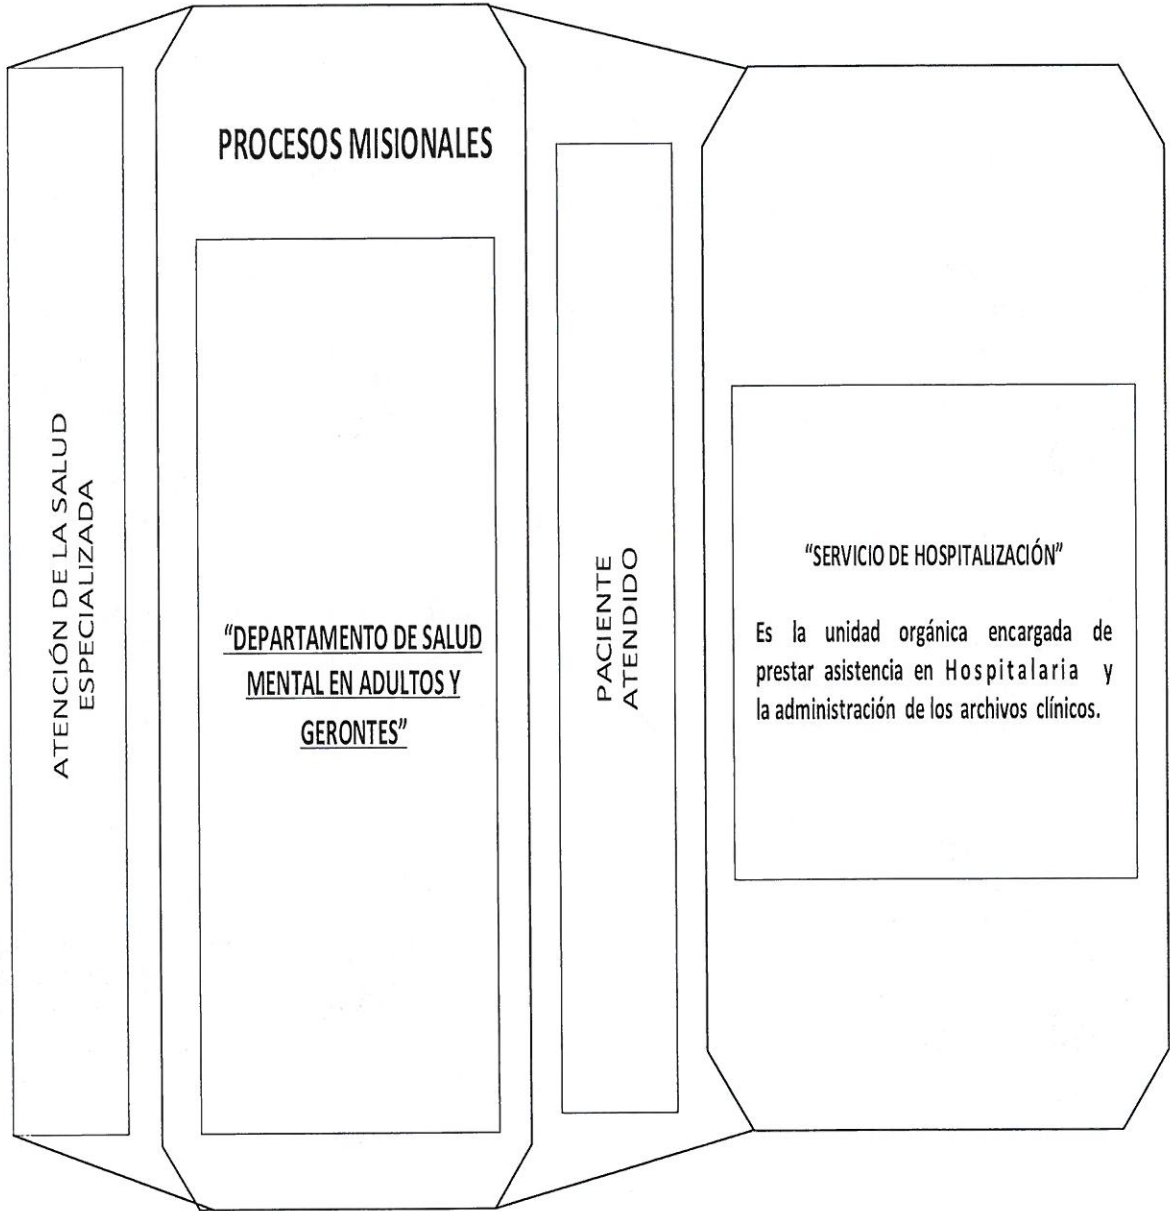 ATENCIÓN DE LA SALUD
ESPECIALIZADA
PROCESOS MISIONALES
“DEPARTAMENTO DE SALUD
MENTAL EN ADULTOS Y
GERONTES”
PACIENTE
ATENDIDO
“SERVICIO DE HOSPITALIZACIÓN”
Es la unidad orgánica encargada de
prestar asistencia en Hospitalaria y
la administración de los archivos clínicos.